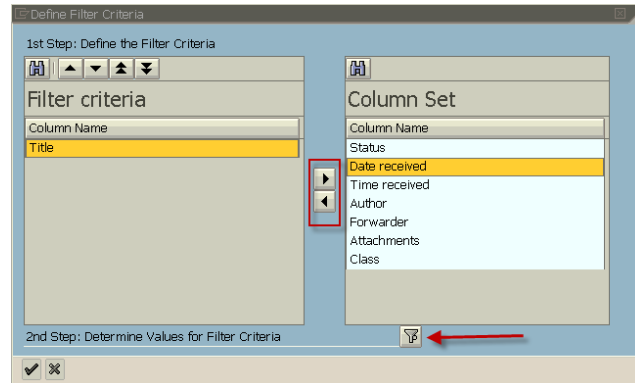 Define Filter Criteria
1st Step: Define the Filter Criteria
Filter criteria
Column Name
Title
Column Set
Column Name
Status
Date received
Time received
Author
Forwarder
Attachments
Class
2nd Step: Determine Values for Filter Criteria